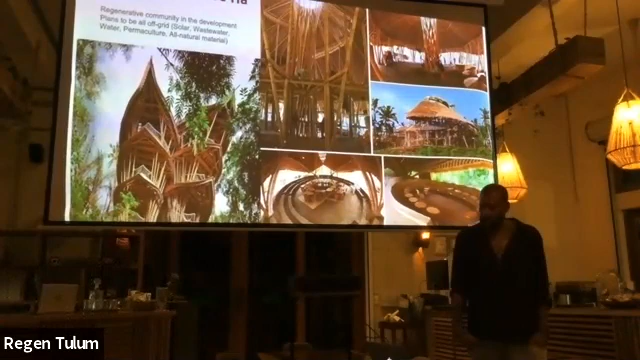 Regenerative community in the development
Plans to be all off-grid (Solar, Wastewater,
Water, Permaculture, All-natural material)
Regen Tulum